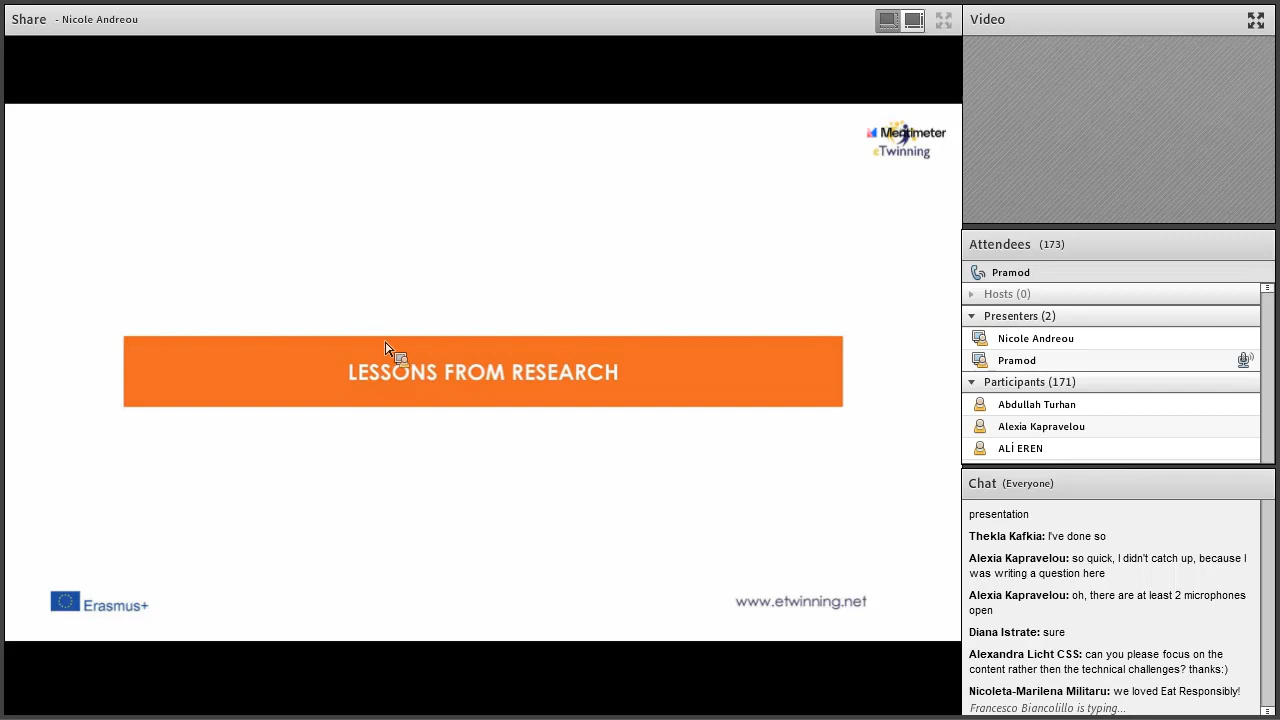 Share - Nicole Andreou
Mentimeter
eTwinning
LESSONS FROM RESEARCH
Erasmus+
www.etwinning.net
Video
Attendees (173)
Pramod
Hosts (0)
Presenters (2)
Nicole Andreou
Pramod
Participants (171)
Abdullah Turhan
Alexia Kapravelou
ALİ EREN
Chat (Everyone)
presentation
Thekla Kafkia: I've done so
Alexia Kapravelou: so quick, I didn't catch up, because I
was writing a question here
Alexia Kapravelou: oh, there are at least 2 microphones
open
Diana Istrate: sure
Alexandra Licht CSS: can you please focus on the
content rather then the technical challenges? thanks:)
Nicoleta-Marilena Militaru: we loved Eat Responsibly!
Francesco Biancolillo is typing...